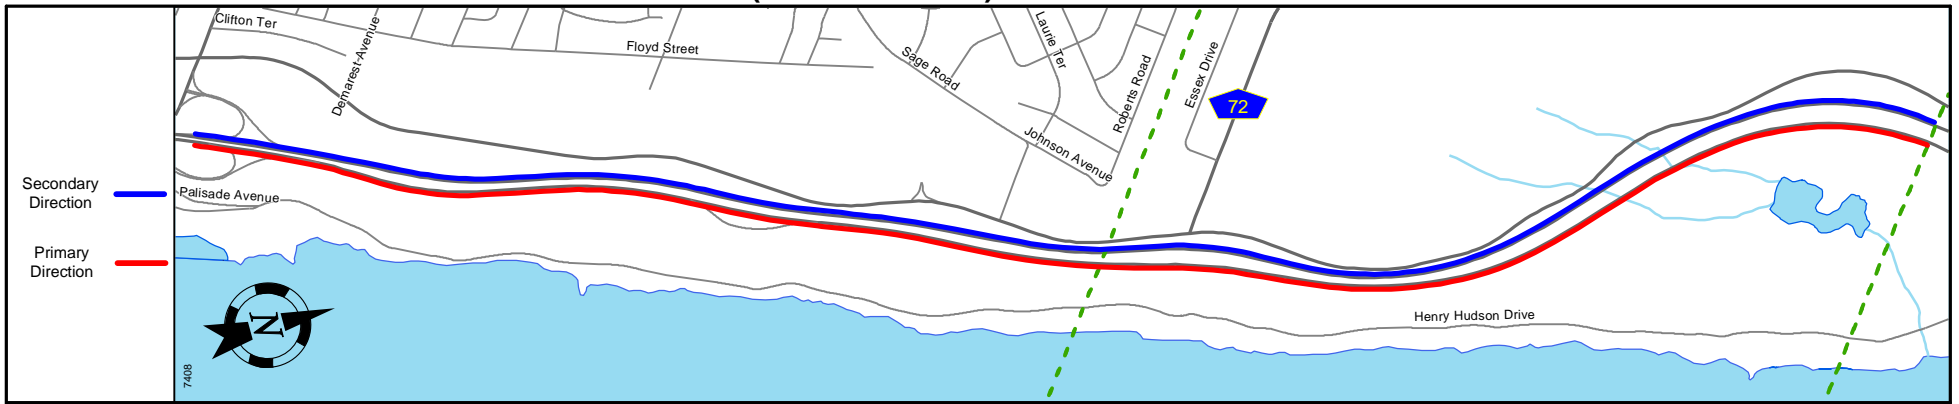 Clifton Ter
Demarest-Avenue
Floyd Street
Sage Road
Laurie Ter
Roberts Road
Essex Drive
72
Johnson Avenue
Secondary
Direction
Palisade Avenue
Primary
Direction
Henry Hudson Drive
N
7408